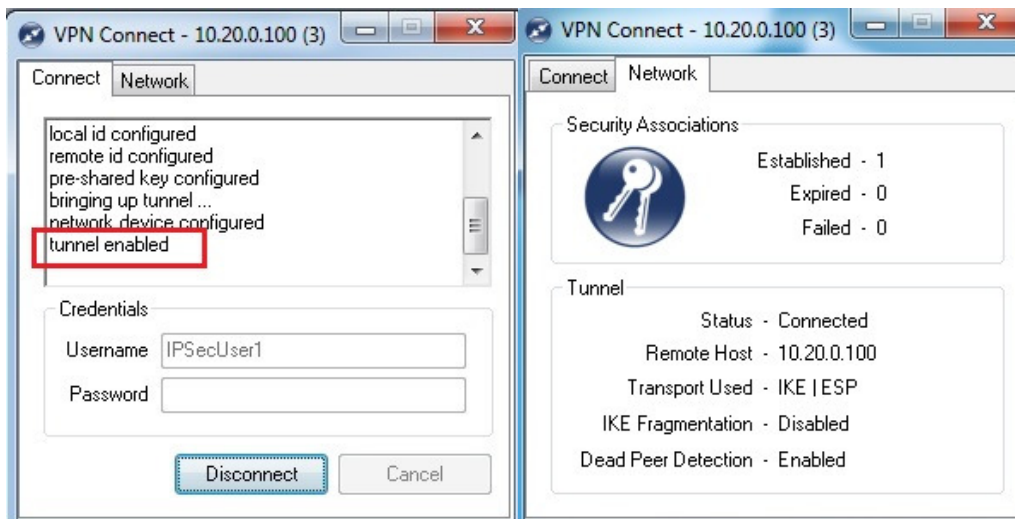 VPN Connect - 10.20.0.100 (3)
Connect
Network
local id configured
remote id configured
pre-shared key configured
bringing up tunnel ...
network device configured
tunnel enabled
Credentials
Username IPSecUser1
Password
Disconnect
Cancel
VPN Connect - 10.20.0.100 (3)
Connect
Network
Security Associations
Established - 1
Expired - 0
Failed - 0
Tunnel
Status - Connected
Remote Host - 10.20.0.100
Transport Used - IKE | ESP
IKE Fragmentation - Disabled
Dead Peer Detection - Enabled